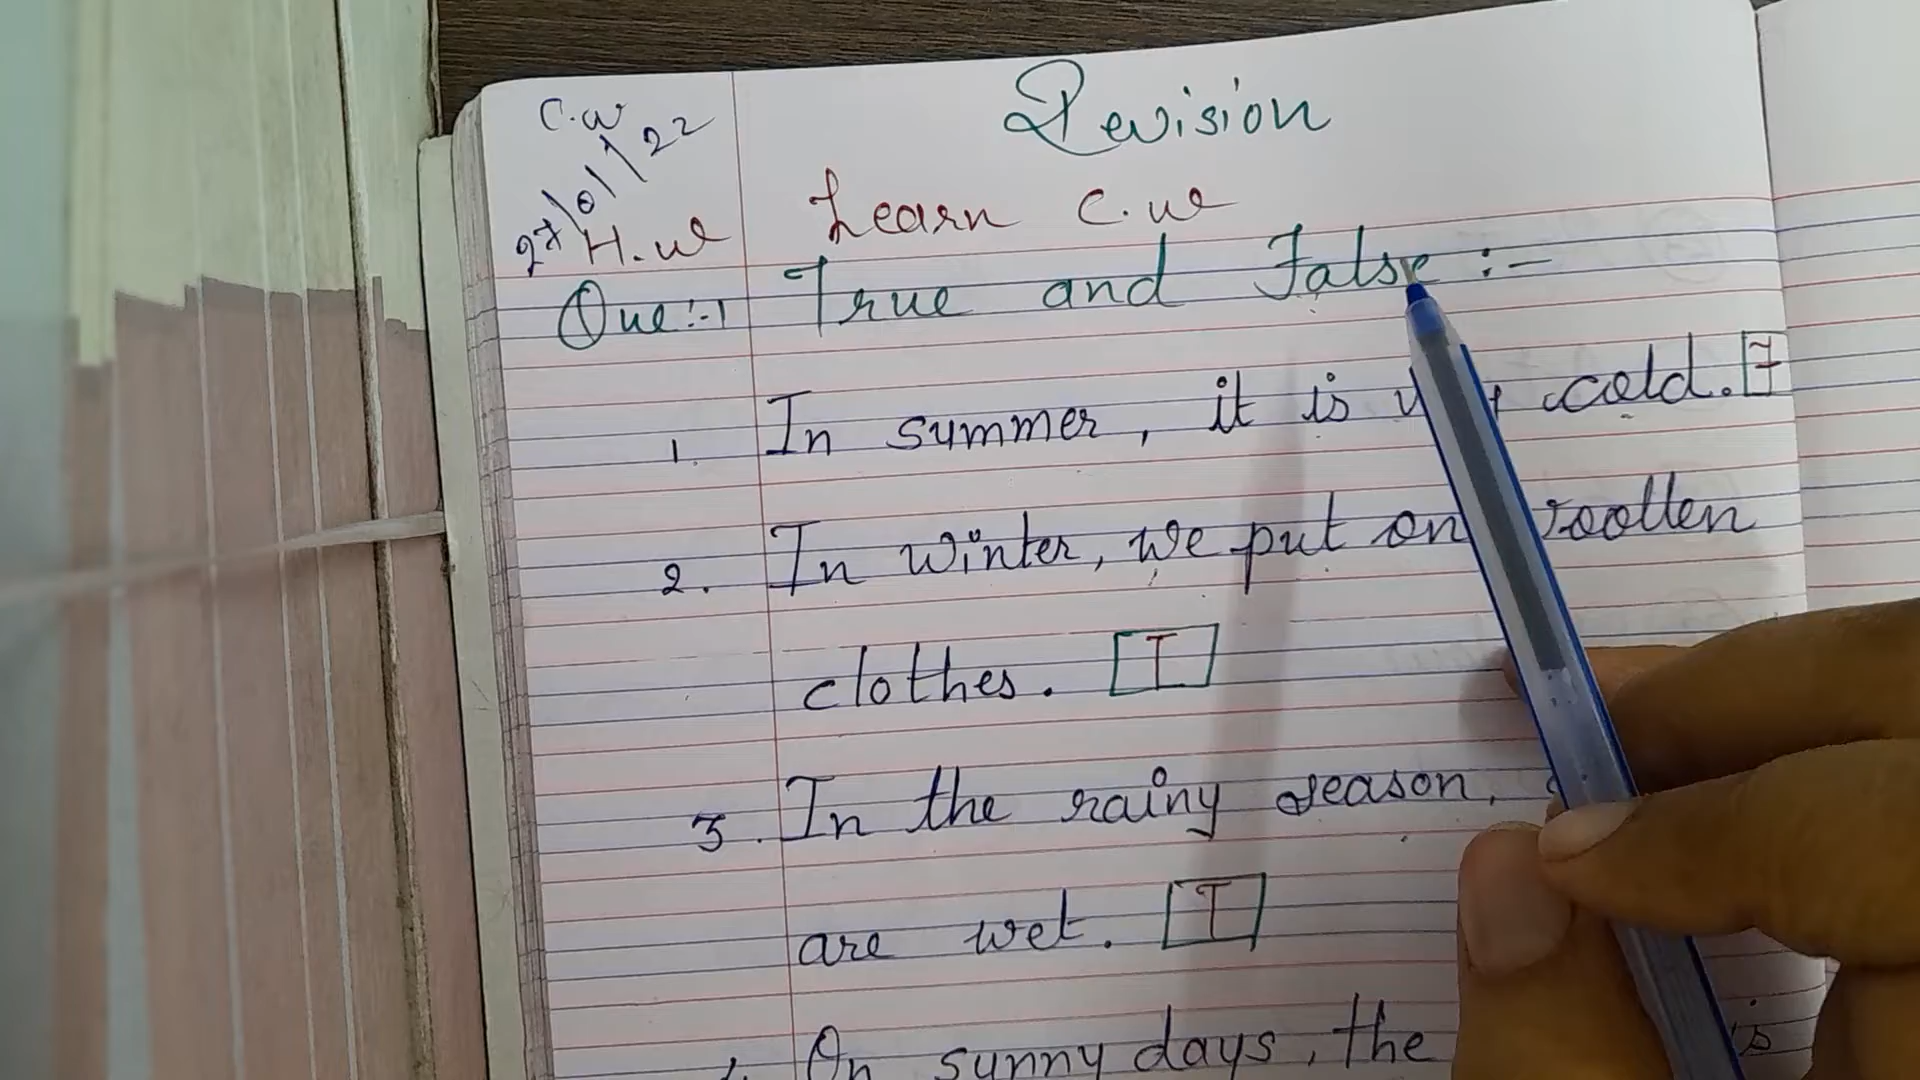 C.W
Revision
27/01/22
H.W Learn C.W
Que:-1 True and False :-
1. In summer, it is cold. F
2. In winter, we put on woollen
clothes. T
3. In the rainy season,
are wet. T
On sunny days, the is